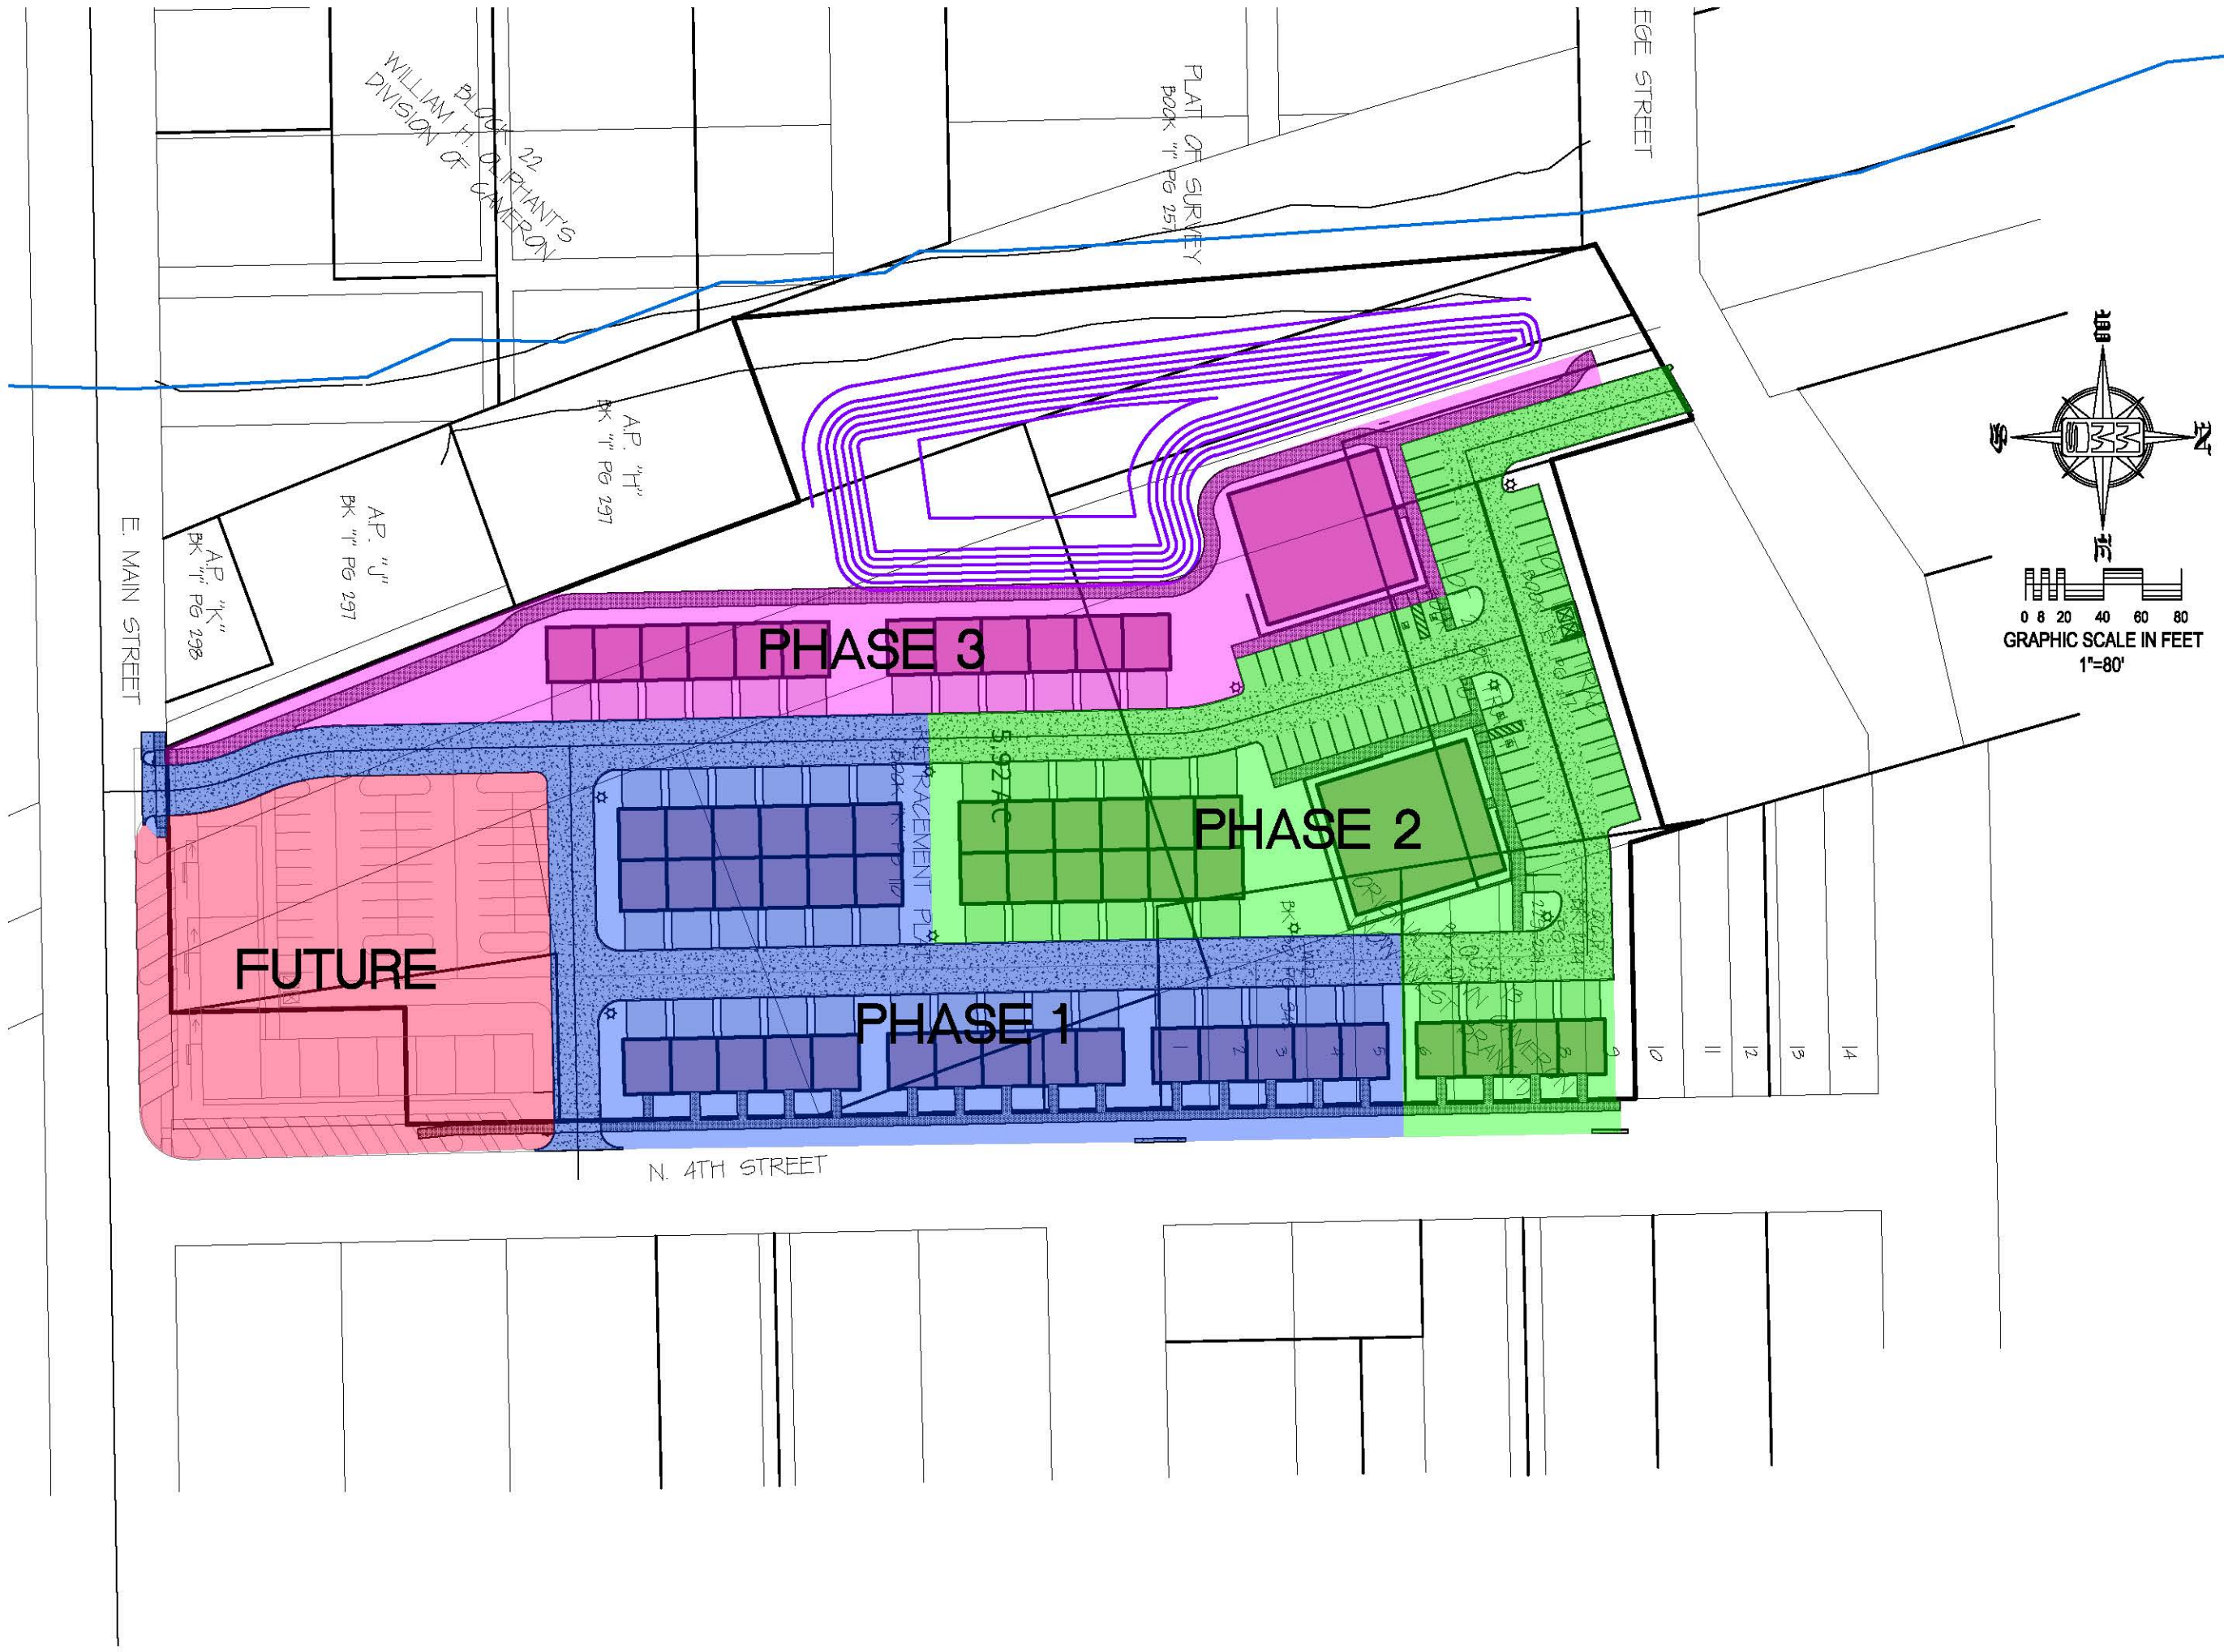 BLOCK 22
WILLIAM H. OLIPHANT'S
DIVISION OF CAMERON
PLAT OF SURVEY
BOOK "I" PG 257
EGE STREET
A.P. "H"
BK "I" PG 297
A.P. "J"
BK "I" PG 297
A.P. "K"
BK "I" PG 298
E. MAIN STREET
E
S
N
0 8 20 40 60 80
GRAPHIC SCALE IN FEET
1"=80'
PHASE 3
5.92 AC
PHASE 2
FUTURE
PHASE 1
1 2 3 4 5 6 7 8 9 10 11 12 13 14
N. 4TH STREET